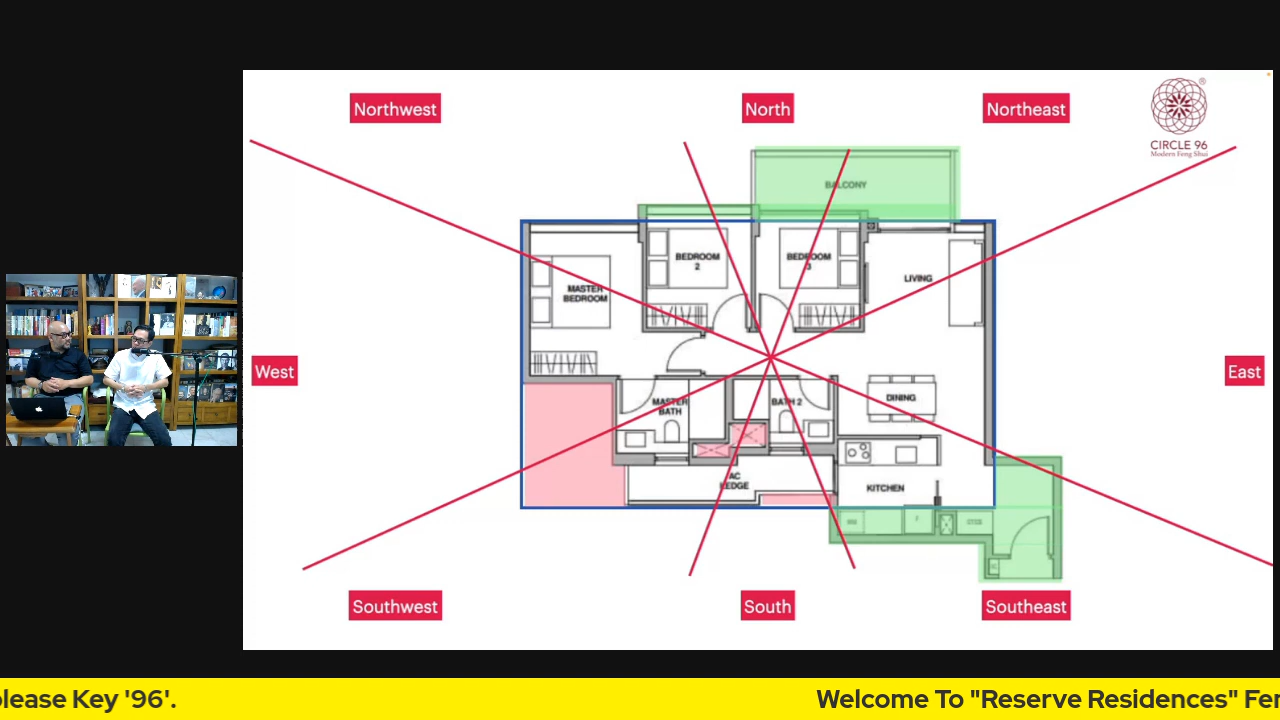 Northwest
North
Northeast
®
CIRCLE 96
Modern Feng Shui
BALCONY
BEDROOM
2
BEDROOM
3
LIVING
MASTER
BEDROOM
West
East
MASTER
BATH
BATH 2
DINING
AC
LEDGE
KITCHEN
F
Southwest
South
Southeast
please Key '96'.
Welcome To "Reserve Residences" Fen